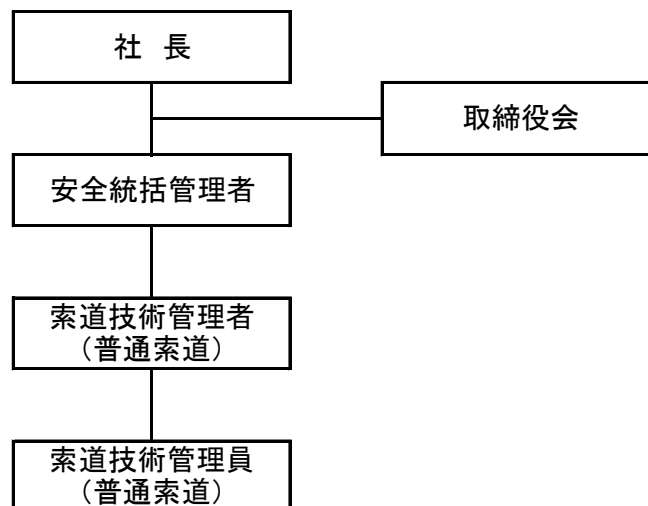 社 長
取締役会
安全統括管理者
索道技術管理者
（普通索道）
索道技術管理員
（普通索道）